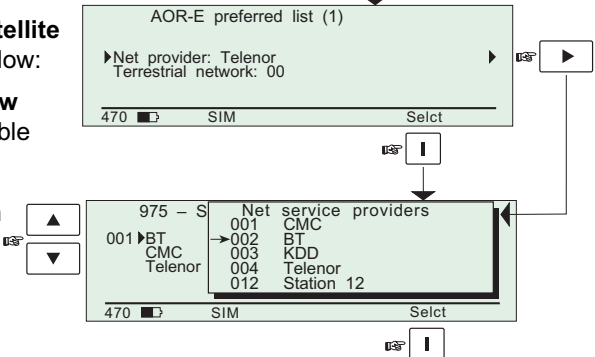 tellite
low:
w
ble
n
AOR-E preferred list (1)
Net provider: Telenor
Terrestrial network: 00
470 SIM Selct
975 – S
001 BT
CMC
Telenor
Net service providers
001 CMC
002 BT
003 KDD
004 Telenor
012 Station 12
470 SIM Selct